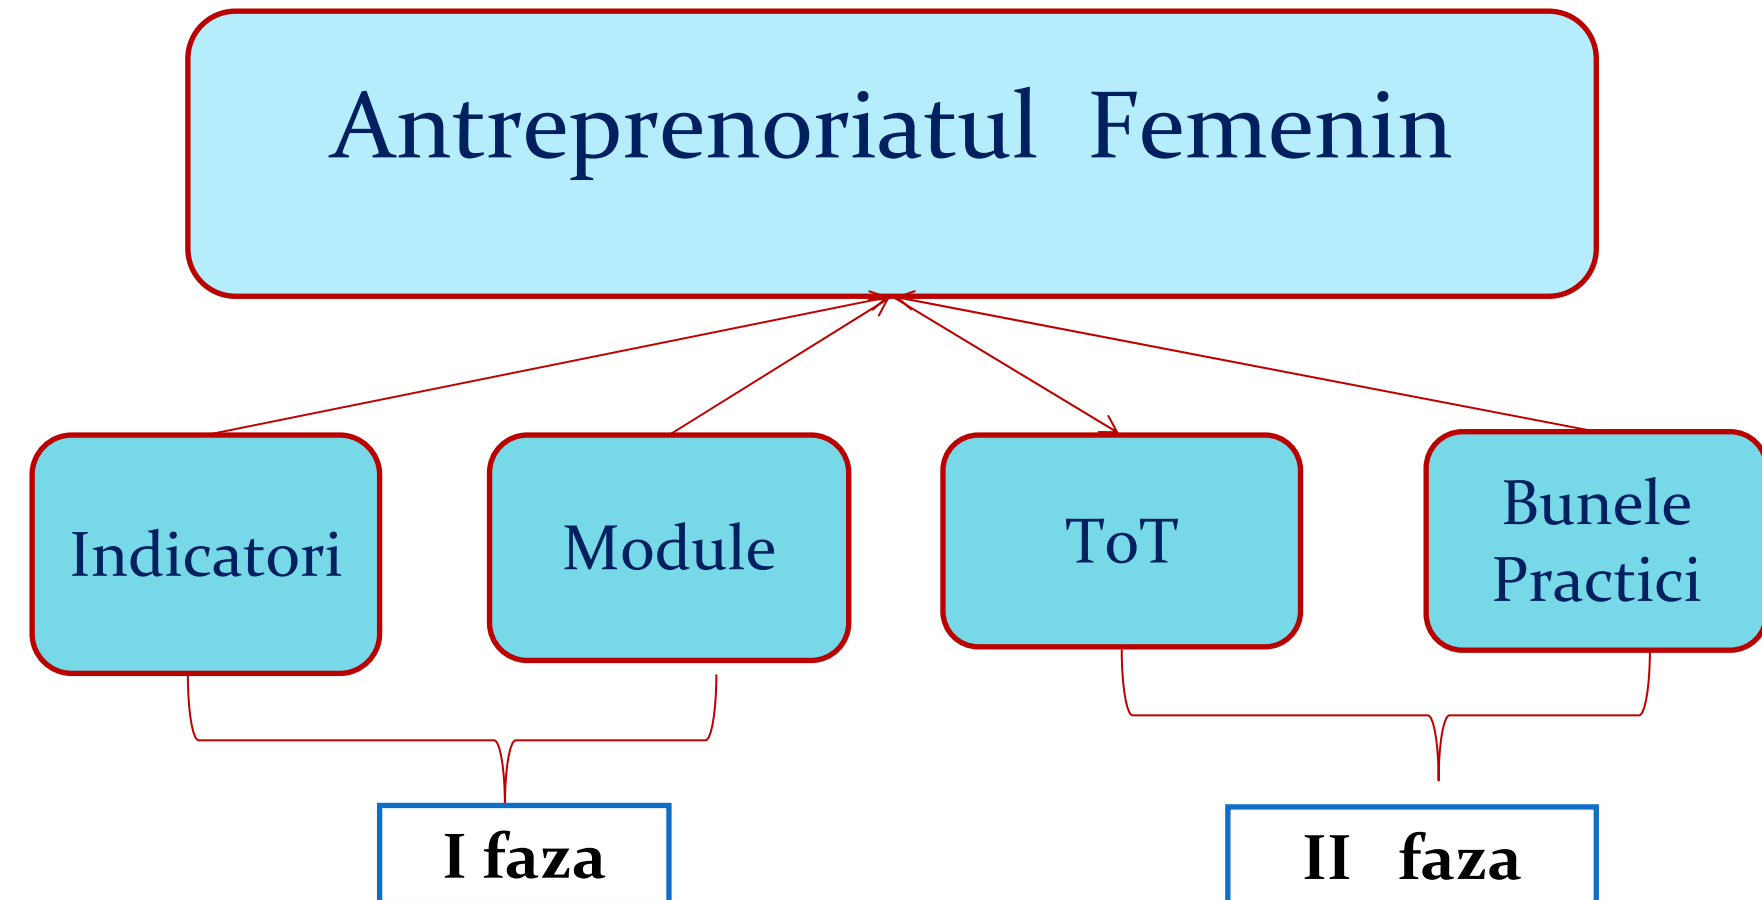 Antreprenoriatul Femenin
Indicatori
Module
ToT
Bunele
Practici
I faza
II faza